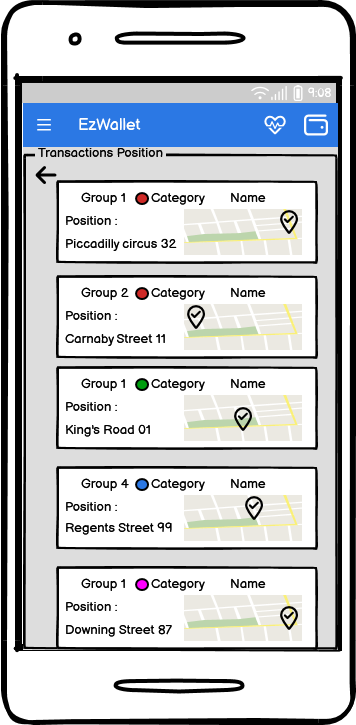 9:08
EzWallet
Transactions Position
Group 1 Category Name
Position :
Piccadilly circus 32
Group 2 Category Name
Position :
Carnaby Street 11
Group 1 Category Name
Position :
King's Road 01
Group 4 Category Name
Position :
Regents Street 99
Group 1 Category Name
Position :
Downing Street 87